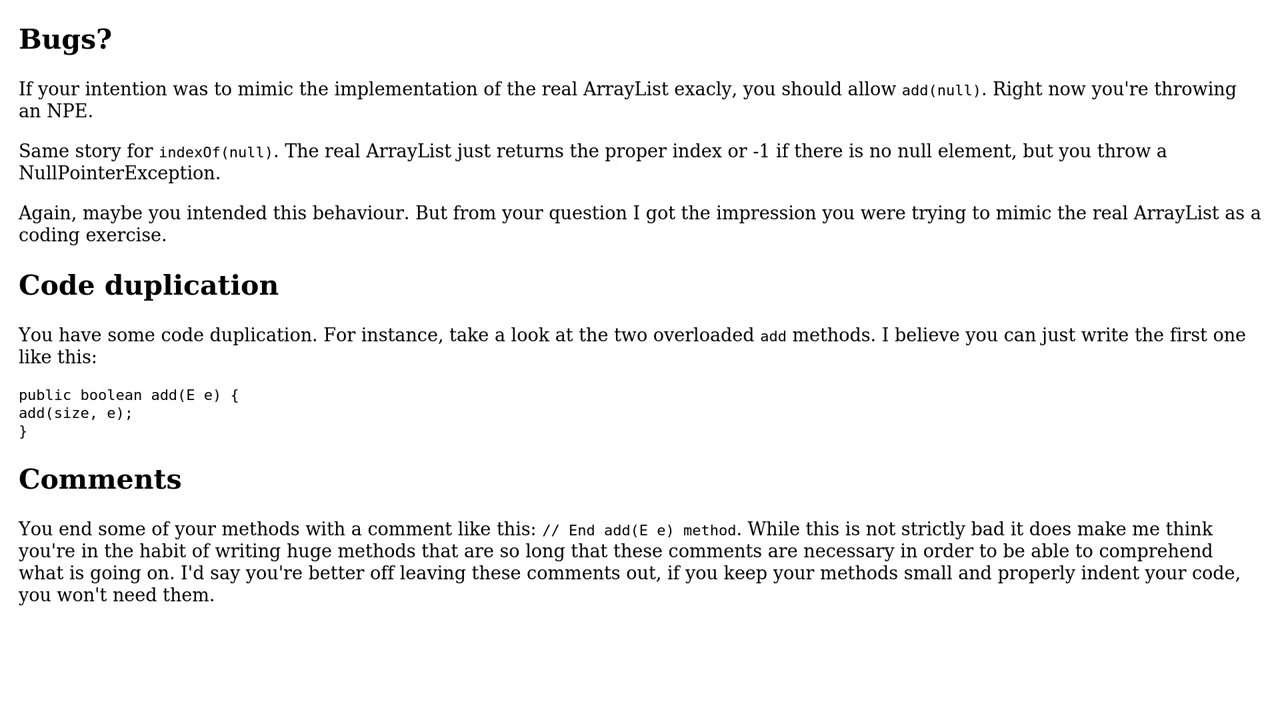 Bugs?
If your intention was to mimic the implementation of the real ArrayList exacly, you should allow add(null). Right now you're throwing
an NPE.
Same story for indexOf(null). The real ArrayList just returns the proper index or -1 if there is no null element, but you throw a
NullPointerException.
Again, maybe you intended this behaviour. But from your question I got the impression you were trying to mimic the real ArrayList as a
coding exercise.
Code duplication
You have some code duplication. For instance, take a look at the two overloaded add methods. I believe you can just write the first one
like this:
public boolean add(E e) {
add(size, e);
}
Comments
You end some of your methods with a comment like this: // End add(E e) method. While this is not strictly bad it does make me think
you're in the habit of writing huge methods that are so long that these comments are necessary in order to be able to comprehend
what is going on. I'd say you're better off leaving these comments out, if you keep your methods small and properly indent your code,
you won't need them.